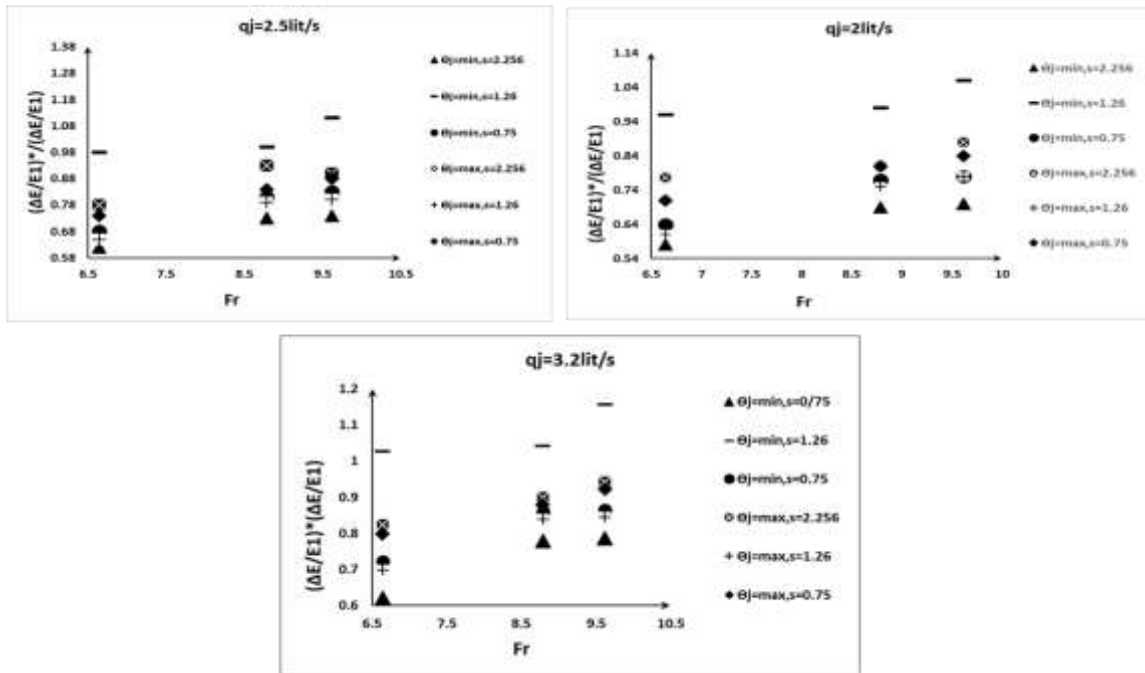 qj=2.5lit/s
1.38
1.28
1.18
1.08
0.98
0.88
0.78
0.68
0.58
(ΔE/E1)*/(ΔE/E1)
6.5 7.5 8.5 9.5 10.5
Fr
Θj=min,s=2.256
Θj=min,s=1.26
Θj=min,s=0.75
Θj=max,s=2.256
Θj=max,s=1.26
Θj=max,s=0.75
qj=2lit/s
1.14
1.04
0.94
0.84
0.74
0.64
0.54
(ΔE/E1)*/(ΔE/E1)
6.5 7 7.5 8 8.5 9 9.5 10
Fr
Θj=min,s=2.256
Θj=min,s=1.26
Θj=min,s=0.75
Θj=max,s=2.256
Θj=max,s=1.26
Θj=max,s=0.75
qj=3.2lit/s
1.2
1.1
1
0.9
0.8
0.7
0.6
(ΔE/E1)*(ΔE/E1)
6.5 7.5 8.5 9.5 10.5
Fr
Θj=min,s=0/75
Θj=min,s=1.26
Θj=min,s=0.75
Θj=max,s=2.256
Θj=max,s=1.26
Θj=max,s=0.75